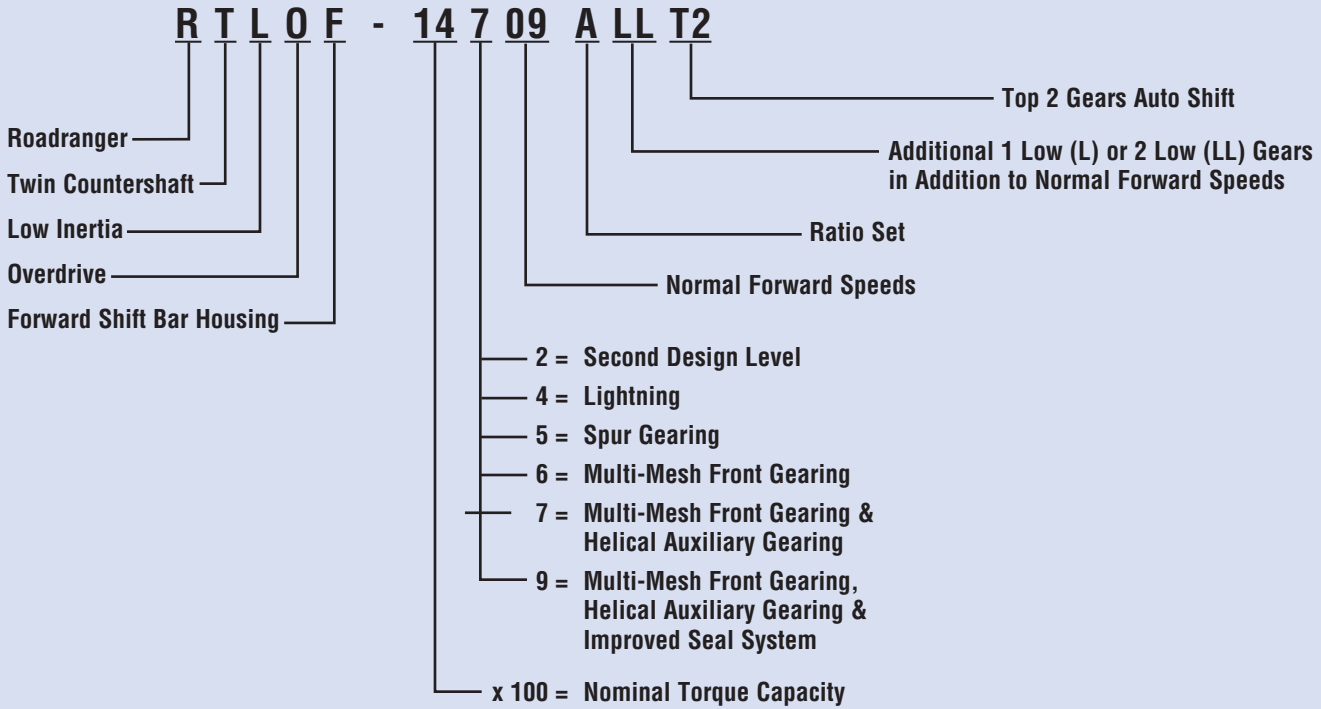 R T L O F - 14 7 09 A LL T2
Top 2 Gears Auto Shift
Roadranger
Additional 1 Low (L) or 2 Low (LL) Gears
in Addition to Normal Forward Speeds
Twin Countershaft
Low Inertia
Ratio Set
Overdrive
Normal Forward Speeds
Forward Shift Bar Housing
2 = Second Design Level
4 = Lightning
5 = Spur Gearing
6 = Multi-Mesh Front Gearing
7 = Multi-Mesh Front Gearing &
Helical Auxiliary Gearing
9 = Multi-Mesh Front Gearing,
Helical Auxiliary Gearing &
Improved Seal System
x 100 = Nominal Torque Capacity